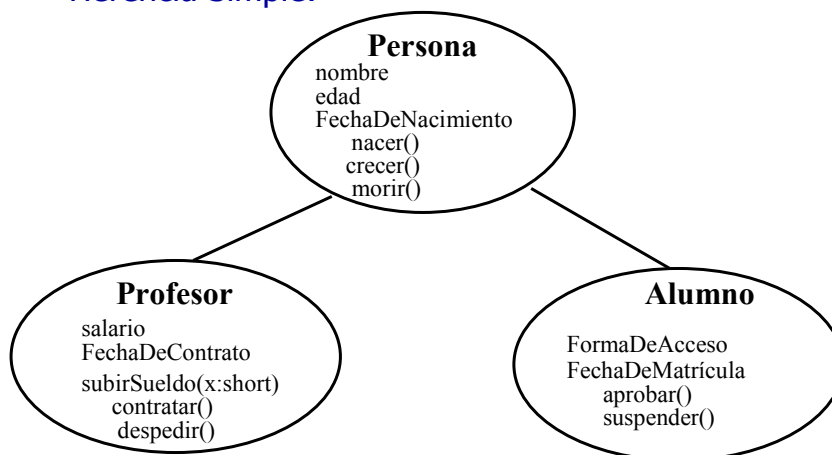 Herencia Simple.
Persona
nombre
edad
FechaDeNacimiento
nacer()
crecer()
morir()
Profesor
salario
FechaDeContrato
subirSueldo(x:short)
contratar()
despedir()
Alumno
FormaDeAcceso
FechaDeMatrícula
aprobar()
suspender()